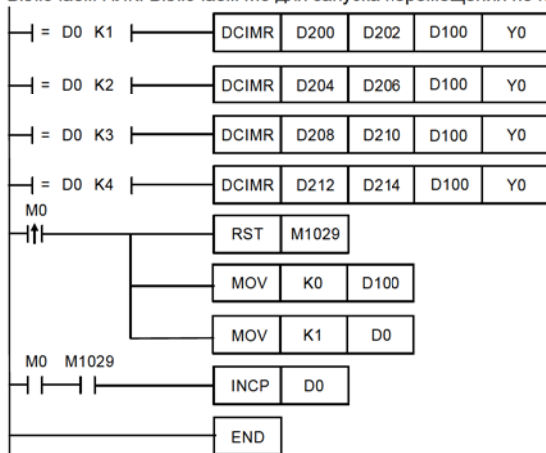 = D0 K1 DCIMR D200 D202 D100 Y0
= D0 K2 DCIMR D204 D206 D100 Y0
= D0 K3 DCIMR D208 D210 D100 Y0
= D0 K4 DCIMR D212 D214 D100 Y0
M0
RST M1029
MOV K0 D100
MOV K1 D0
M0 M1029
INCP D0
END